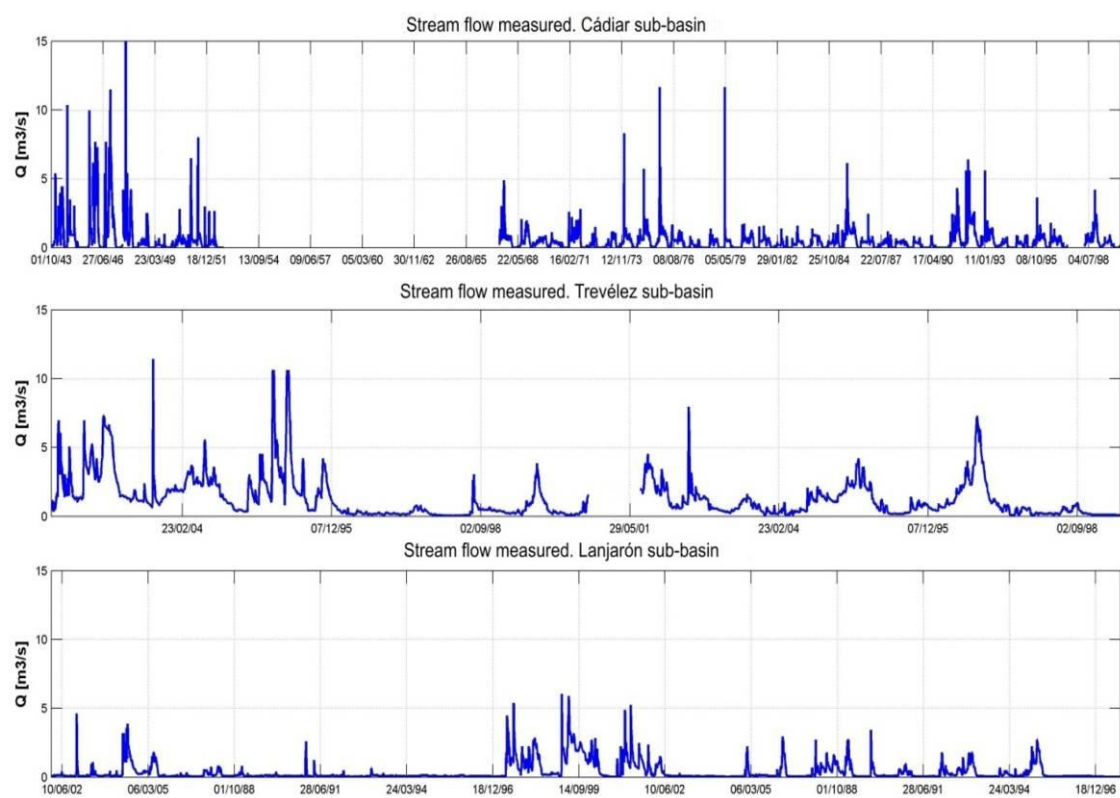 Stream flow measured. Cádiar sub-basin
15
10
5
0
Q [m3/s]
01/10/43 27/06/46 23/03/49 18/12/51 13/09/54 09/06/57 05/03/60 30/11/62 26/08/65 22/05/68 16/02/71 12/11/73 08/08/76 05/05/79 29/01/82 25/10/84 22/07/87 17/04/90 11/01/93 08/10/95 04/07/98
Stream flow measured. Trevélez sub-basin
15
10
5
0
Q [m3/s]
23/02/04 07/12/95 02/09/98 29/05/01 23/02/04 07/12/95 02/09/98
Stream flow measured. Lanjarón sub-basin
15
10
5
0
Q [m3/s]
10/06/02 06/03/05 01/10/88 28/06/91 24/03/94 18/12/96 14/09/99 10/06/02 06/03/05 01/10/88 28/06/91 24/03/94 18/12/96